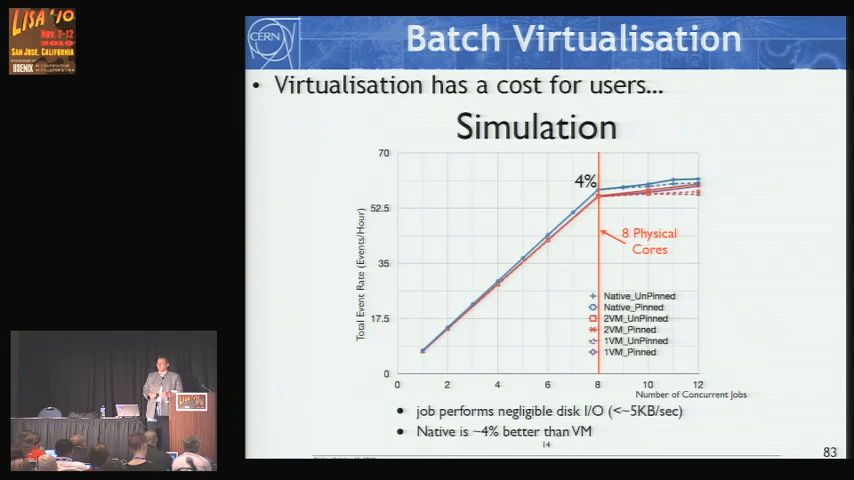 LISA '10
Nov. 7-12
2010
SAN JOSE, CALIFORNIA
USENIX
CERN
Batch Virtualisation
• Virtualisation has a cost for users...
Simulation
70
52.5
35
17.5
0
Total Event Rate (Events/Hour)
4%
8 Physical
Cores
Native_UnPinned
Native_Pinned
2VM_UnPinned
2VM_Pinned
1VM_UnPinned
1VM_Pinned
0 2 4 6 8 10 12
Number of Concurrent Jobs
• job performs negligible disk I/O (<~5KB/sec)
• Native is ~4% better than VM
14
83